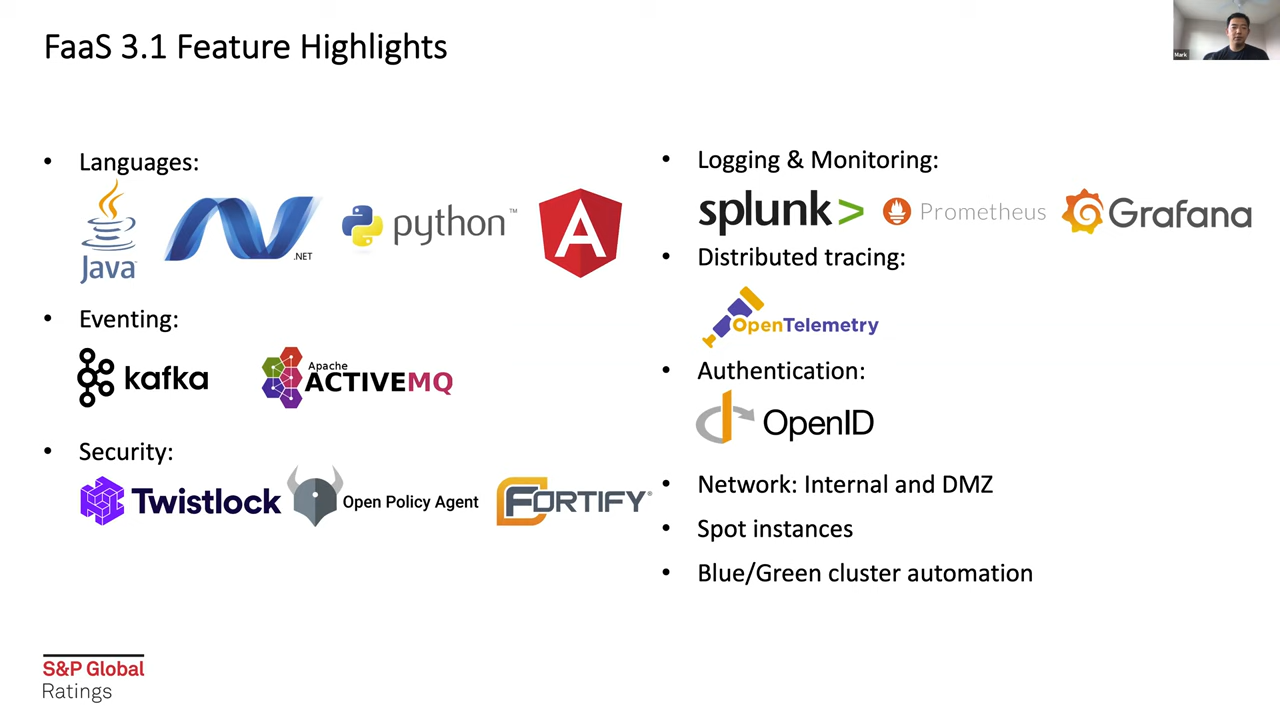 FaaS 3.1 Feature Highlights
Mark
• Languages:
Java
.NET
python™
A
• Eventing:
kafka
Apache
ACTIVEMQ
• Security:
Twistlock
Open Policy Agent
FORTIFY®
• Logging & Monitoring:
splunk>
Prometheus
Grafana
• Distributed tracing:
OpenTelemetry
• Authentication:
OpenID
• Network: Internal and DMZ
• Spot instances
• Blue/Green cluster automation
S&P Global
Ratings